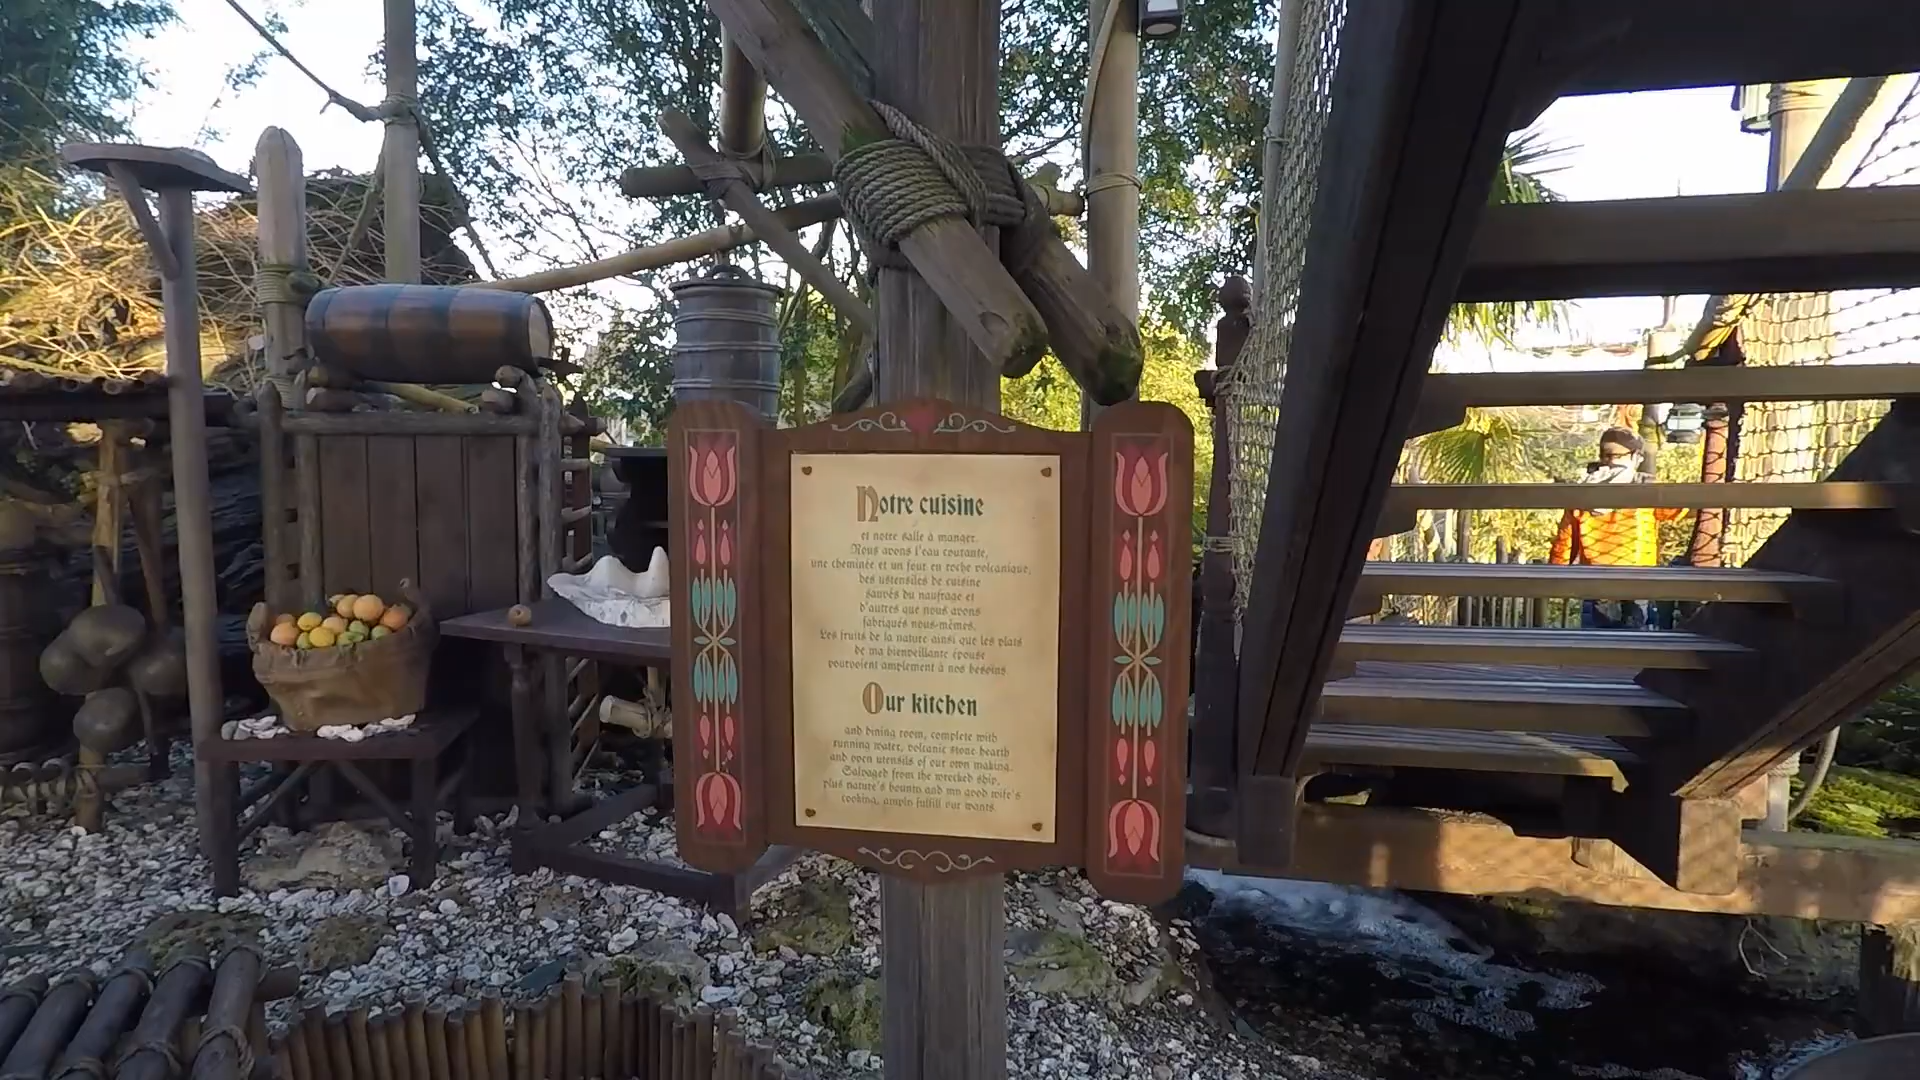 Notre cuisine
et notre salle à manger.
Nous avons l'eau courante,
une cheminée et un four en roche volcanique,
des ustensiles de cuisine
sauvés du naufrage et
d'autres que nous avons
fabriqués nous-mêmes.
Les fruits de la nature ainsi que les plats
de ma bienveillante épouse
pourvoient amplement à nos besoins
Our kitchen
and dining room, complete with
running water, volcanic stone hearth
and oven utensils of our own making.
Salvaged from the wrecked ship,
plus nature's bounty and my good wife's
cooking, amply fulfill our wants.